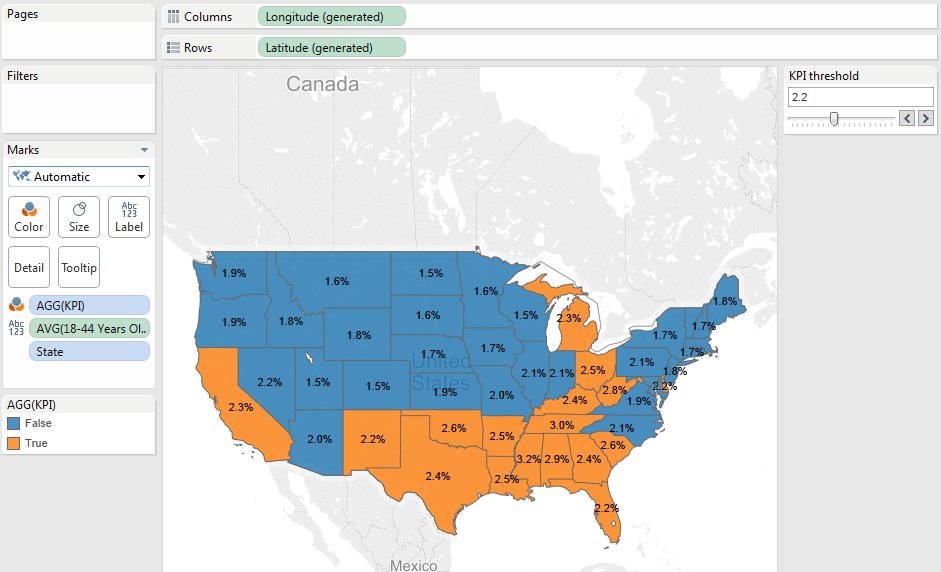 Pages
Columns
Longitude (generated)
Rows
Latitude (generated)
Filters
Marks
Automatic
Color
Size
Abc
123
Label
Detail
Tooltip
AGG(KPI)
Abc
123
AVG(18-44 Years Ol..
State
AGG(KPI)
False
True
KPI threshold
2.2
Canada
1.9%
1.6%
1.5%
1.6%
1.8%
1.9%
1.8%
1.6%
1.5%
2.3%
1.7%
1.7%
1.8%
1.7%
1.7%
2.1%
United
States
2.2%
1.5%
1.5%
1.9%
2.0%
2.1%
2.1%
2.5%
1.8%
2.2%
2.8%
1.9%
2.3%
2.4%
2.0%
2.2%
2.6%
2.5%
3.0%
2.1%
2.6%
2.4%
2.5%
3.2%
2.9%
2.4%
2.2%
Mexico